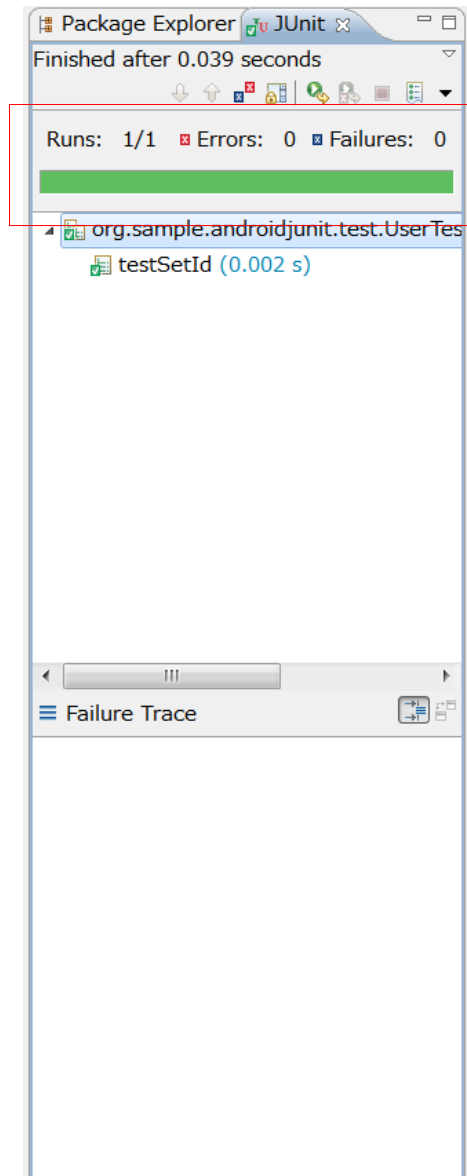 Package Explorer JUnit
Finished after 0.039 seconds
Runs: 1/1 Errors: 0 Failures: 0
org.sample.androidjunit.test.UserTes
testSetId (0.002 s)
Failure Trace